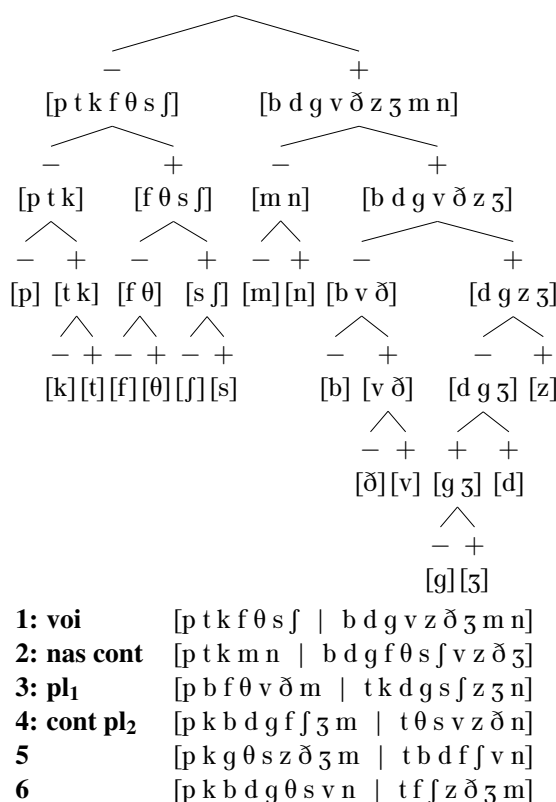 − +
[p t k f θ s ʃ] [b d ɡ v ð z ʒ m n]
− + − +
[p t k] [f θ s ʃ] [m n] [b d ɡ v ð z ʒ]
− + − + − + − +
[p] [t k] [f θ] [s ʃ] [m] [n] [b v ð] [d ɡ z ʒ]
− + − + − + − + − +
[k] [t] [f] [θ] [ʃ] [s] [b] [v ð] [d ɡ ʒ] [z]
− + + +
[ð] [v] [ɡ ʒ] [d]
− +
[ɡ] [ʒ]
1: voi [p t k f θ s ʃ | b d ɡ v z ð ʒ m n]
2: nas cont [p t k m n | b d ɡ f θ s ʃ v z ð ʒ]
3: pl₁ [p b f θ v ð m | t k d ɡ s ʃ z ʒ n]
4: cont pl₂ [p k b d ɡ f ʃ ʒ m | t θ s v z ð n]
5 [p k ɡ θ s z ð ʒ m | t b d f ʃ v n]
6 [p k b d ɡ θ s v n | t f ʃ z ð ʒ m]